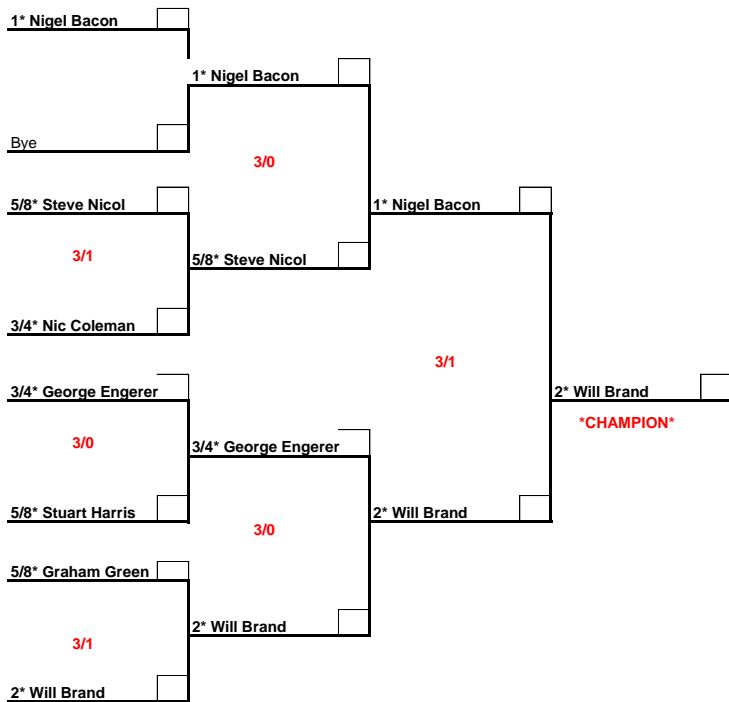 1* Nigel Bacon
1* Nigel Bacon
Bye
3/0
5/8* Steve Nicol
1* Nigel Bacon
3/1
5/8* Steve Nicol
3/4* Nic Coleman
3/1
3/4* George Engerer
2* Will Brand
*CHAMPION*
3/0
3/4* George Engerer
5/8* Stuart Harris
2* Will Brand
3/0
5/8* Graham Green
2* Will Brand
3/1
2* Will Brand